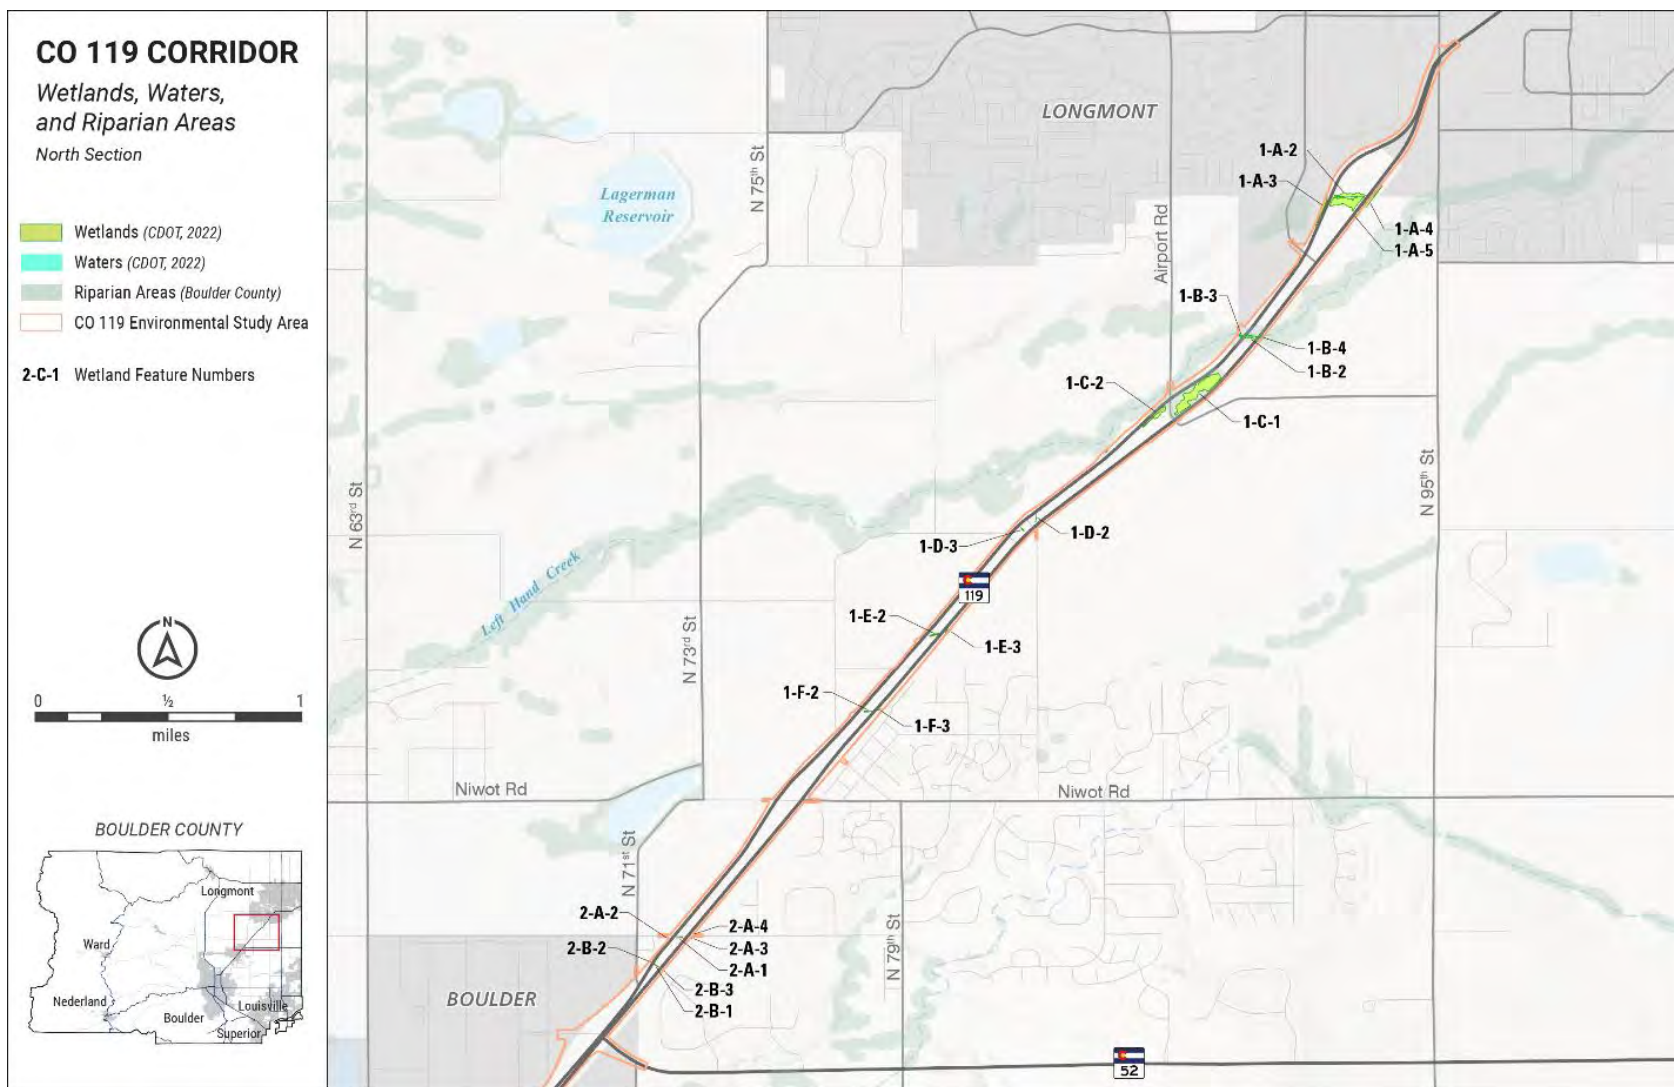 CO 119 CORRIDOR
Wetlands, Waters,
and Riparian Areas
North Section
Wetlands (CDOT, 2022)
Waters (CDOT, 2022)
Riparian Areas (Boulder County)
CO 119 Environmental Study Area
2-C-1 Wetland Feature Numbers
N
0 ½ 1
miles
BOULDER COUNTY
Longmont
Ward
Nederland
Boulder
Louisville
Superior
LONGMONT
Lagerman
Reservoir
N 75th St
Airport Rd
1-A-2
1-A-3
1-A-4
1-A-5
1-B-3
1-B-4
1-B-2
1-C-2
1-C-1
N 63rd St
N 95th St
Left Hand Creek
1-D-3
1-D-2
119
1-E-2
1-E-3
N 73rd St
1-F-2
1-F-3
Niwot Rd
Niwot Rd
N 71st St
N 79th St
2-A-2
2-A-4
2-A-3
2-A-1
2-B-2
2-B-3
2-B-1
BOULDER
52